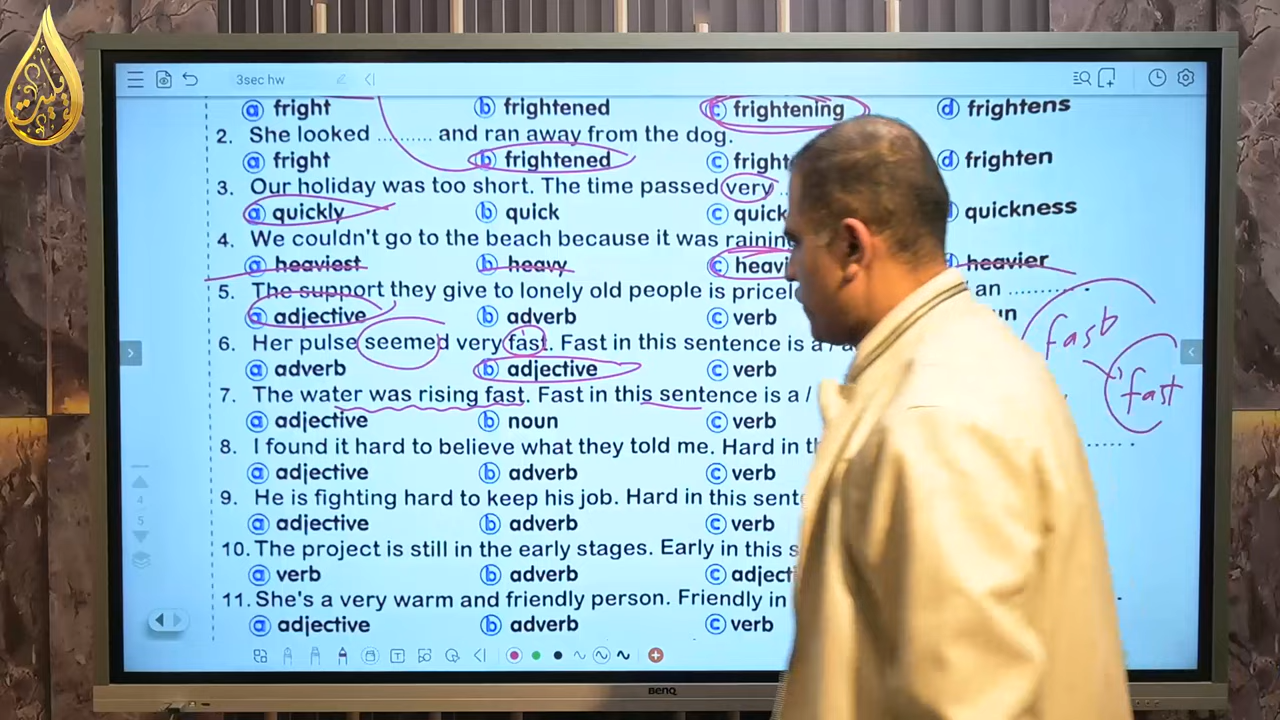 3sec hw
ⓐ fright ⓑ frightened ⓒ frightening ⓓ frightens
2. She looked .......... and ran away from the dog.
ⓐ fright ⓑ frightened ⓒ fright ⓓ frighten
3. Our holiday was too short. The time passed very
ⓐ quickly ⓑ quick ⓒ quick ⓓ quickness
4. We couldn't go to the beach because it was raining
ⓐ heaviest ⓑ heavy ⓒ heavi ⓓ heavier
5. The support they give to lonely old people is pricel / an ..........
ⓐ adjective ⓑ adverb ⓒ verb un
6. Her pulse seemed very fast. Fast in this sentence is a / a
ⓐ adverb ⓑ adjective ⓒ verb
fast
fast
7. The water was rising fast. Fast in this sentence is a /
ⓐ adjective ⓑ noun ⓒ verb
8. I found it hard to believe what they told me. Hard in th
ⓐ adjective ⓑ adverb ⓒ verb
9. He is fighting hard to keep his job. Hard in this sent
ⓐ adjective ⓑ adverb ⓒ verb
10. The project is still in the early stages. Early in this s
ⓐ verb ⓑ adverb ⓒ adject
11. She's a very warm and friendly person. Friendly in
ⓐ adjective ⓑ adverb ⓒ verb
BENQ